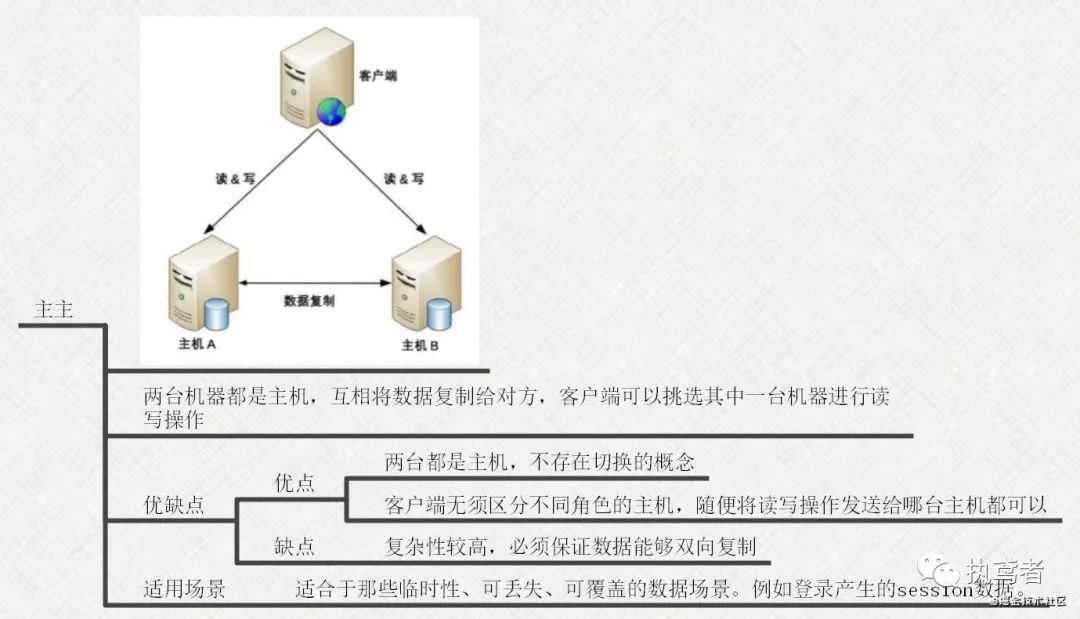 客户端
读 & 写
读 & 写
数据复制
主机 A
主机 B
主主
两台机器都是主机，互相将数据复制给对方，客户端可以挑选其中一台机器进行读
写操作
优缺点
优点
两台都是主机，不存在切换的概念
客户端无须区分不同角色的主机，随便将读写操作发送给哪台主机都可以
缺点
复杂性较高，必须保证数据能够双向复制
适用场景
适合于那些临时性、可丢失、可覆盖的数据场景。例如登录产生的session数据。
执鸢者
@掘金技术社区